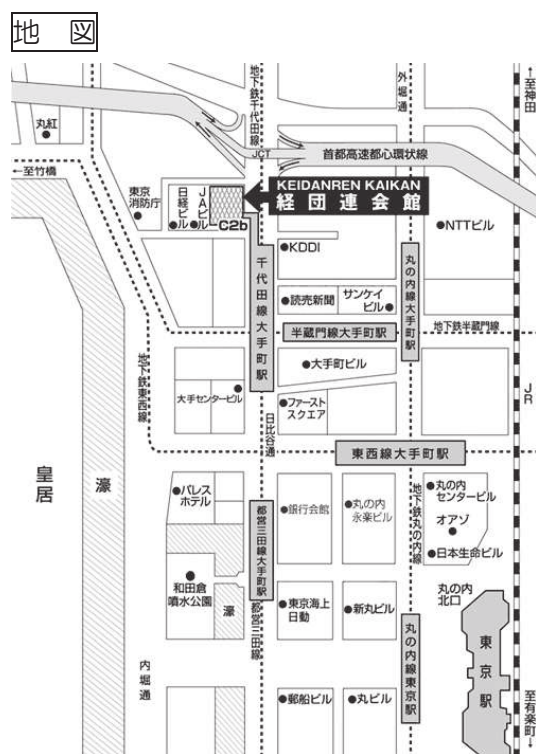 地　図
地下鉄千代田線
外堀通
↑至神田
丸紅
JCT
首都高速都心環状線
←至竹橋
東京
消防庁
日経ビル
JAビル
C2b
KEIDANREN KAIKAN
経団連会館
NTTビル
KDDI
千代田線大手町駅
丸の内線大手町駅
読売新聞
サンケイ
ビル
半蔵門線大手町駅
地下鉄半蔵門線
地下鉄東西線
大手町ビル
JR
大手センタービル
ファースト
スクエア
日比谷通
東西線大手町駅
皇居
濠
パレス
ホテル
都営三田線大手町駅
銀行会館
丸の内
永楽ビル
地下鉄丸の内線
丸の内
センタービル
オアゾ
日本生命ビル
和田倉
噴水公園
濠
都営三田線
東京海上
日動
新丸ビル
丸の内
北口
丸の内線東京駅
東京駅
内堀通
郵船ビル
丸ビル
至有楽町↓